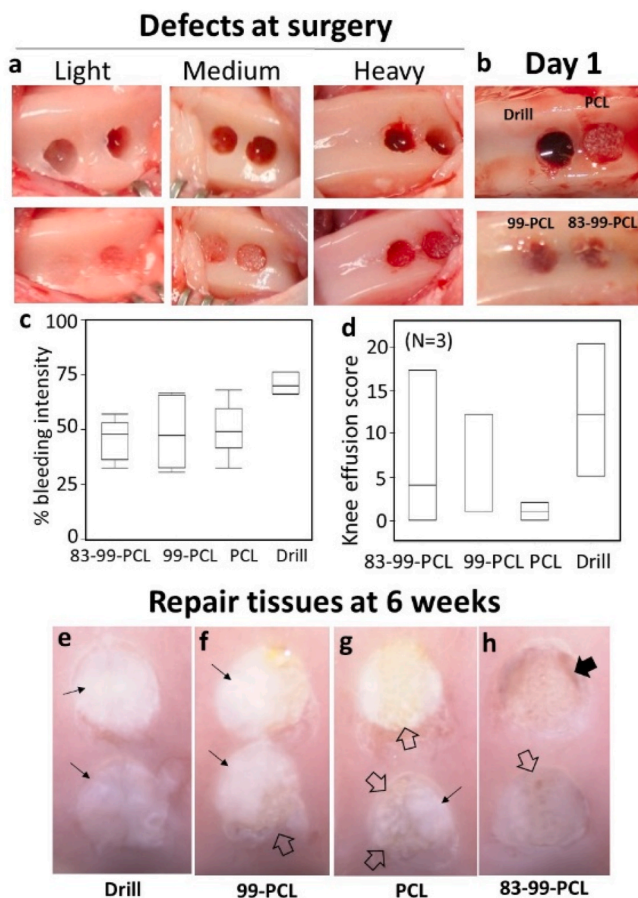 Defects at surgery
a
Light
Medium
Heavy
b
Day 1
Drill
PCL
99-PCL
83-99-PCL
c
% bleeding intensity
100
75
50
25
0
83-99-PCL
99-PCL
PCL
Drill
d
(N=3)
Knee effusion score
20
15
10
5
0
83-99-PCL
99-PCL
PCL
Drill
Repair tissues at 6 weeks
e
f
g
h
Drill
99-PCL
PCL
83-99-PCL